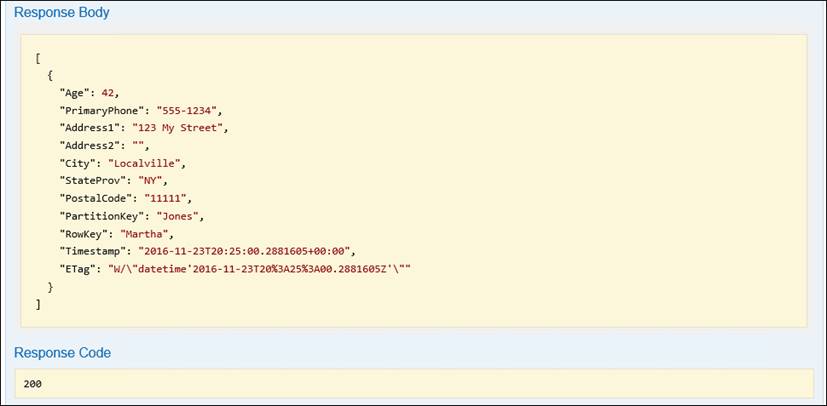 Response Body
[
{
"Age": 42,
"PrimaryPhone": "555-1234",
"Address1": "123 My Street",
"Address2": "",
"City": "Localville",
"StateProv": "NY",
"PostalCode": "11111",
"PartitionKey": "Jones",
"RowKey": "Martha",
"Timestamp": "2016-11-23T20:25:00.2881605+00:00",
"ETag": "W/\"datetime'2016-11-23T20%3A25%3A00.2881605Z'\""
}
]
Response Code
200